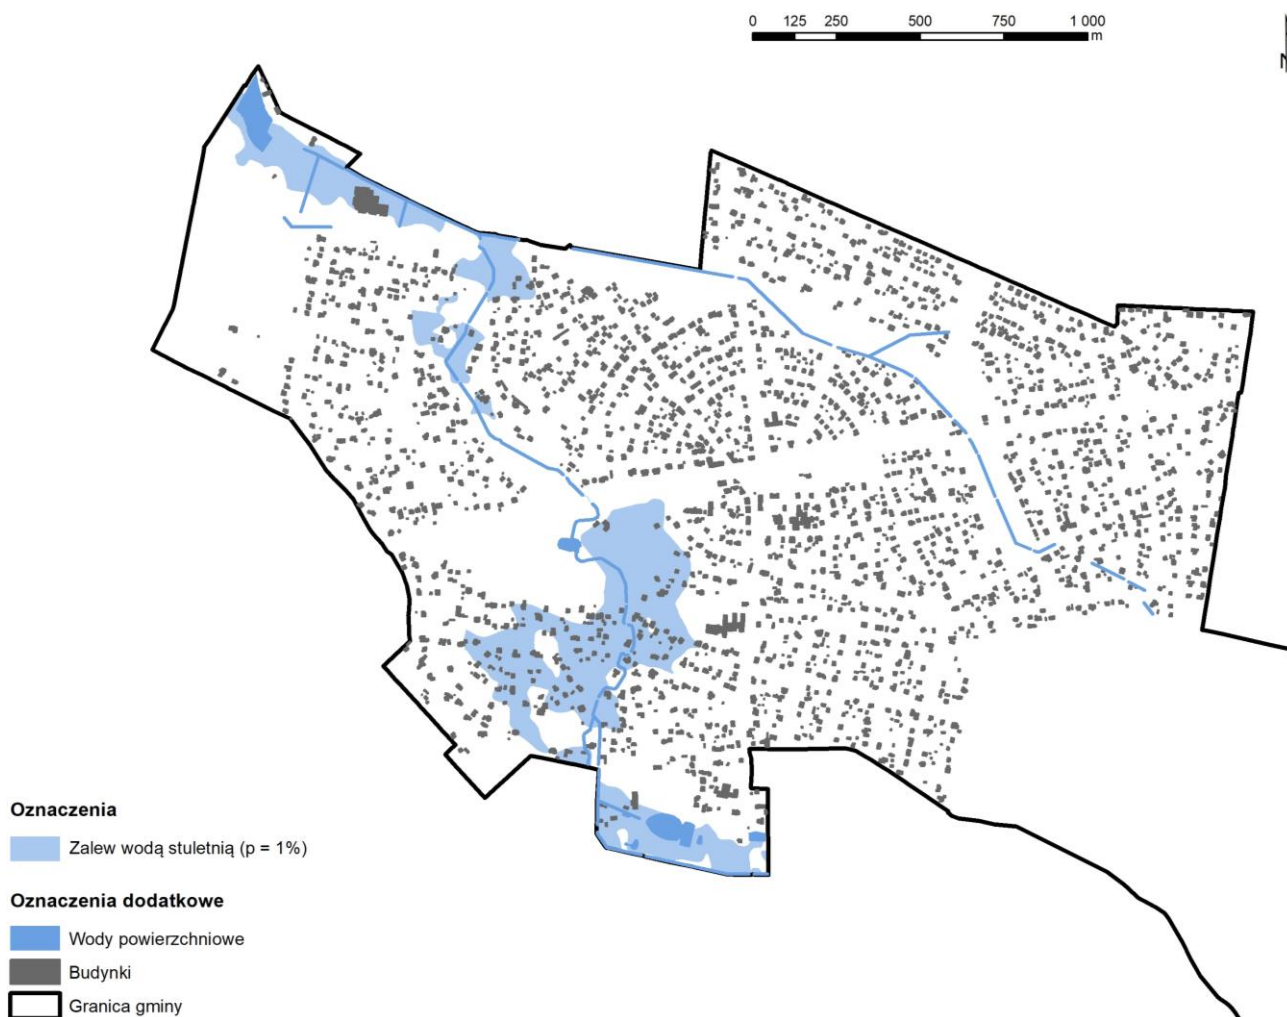 0 125 250 500 750 1 000
m
N
Oznaczenia
Zalew wodą stuletnią (p = 1%)
Oznaczenia dodatkowe
Wody powierzchniowe
Budynki
Granica gminy